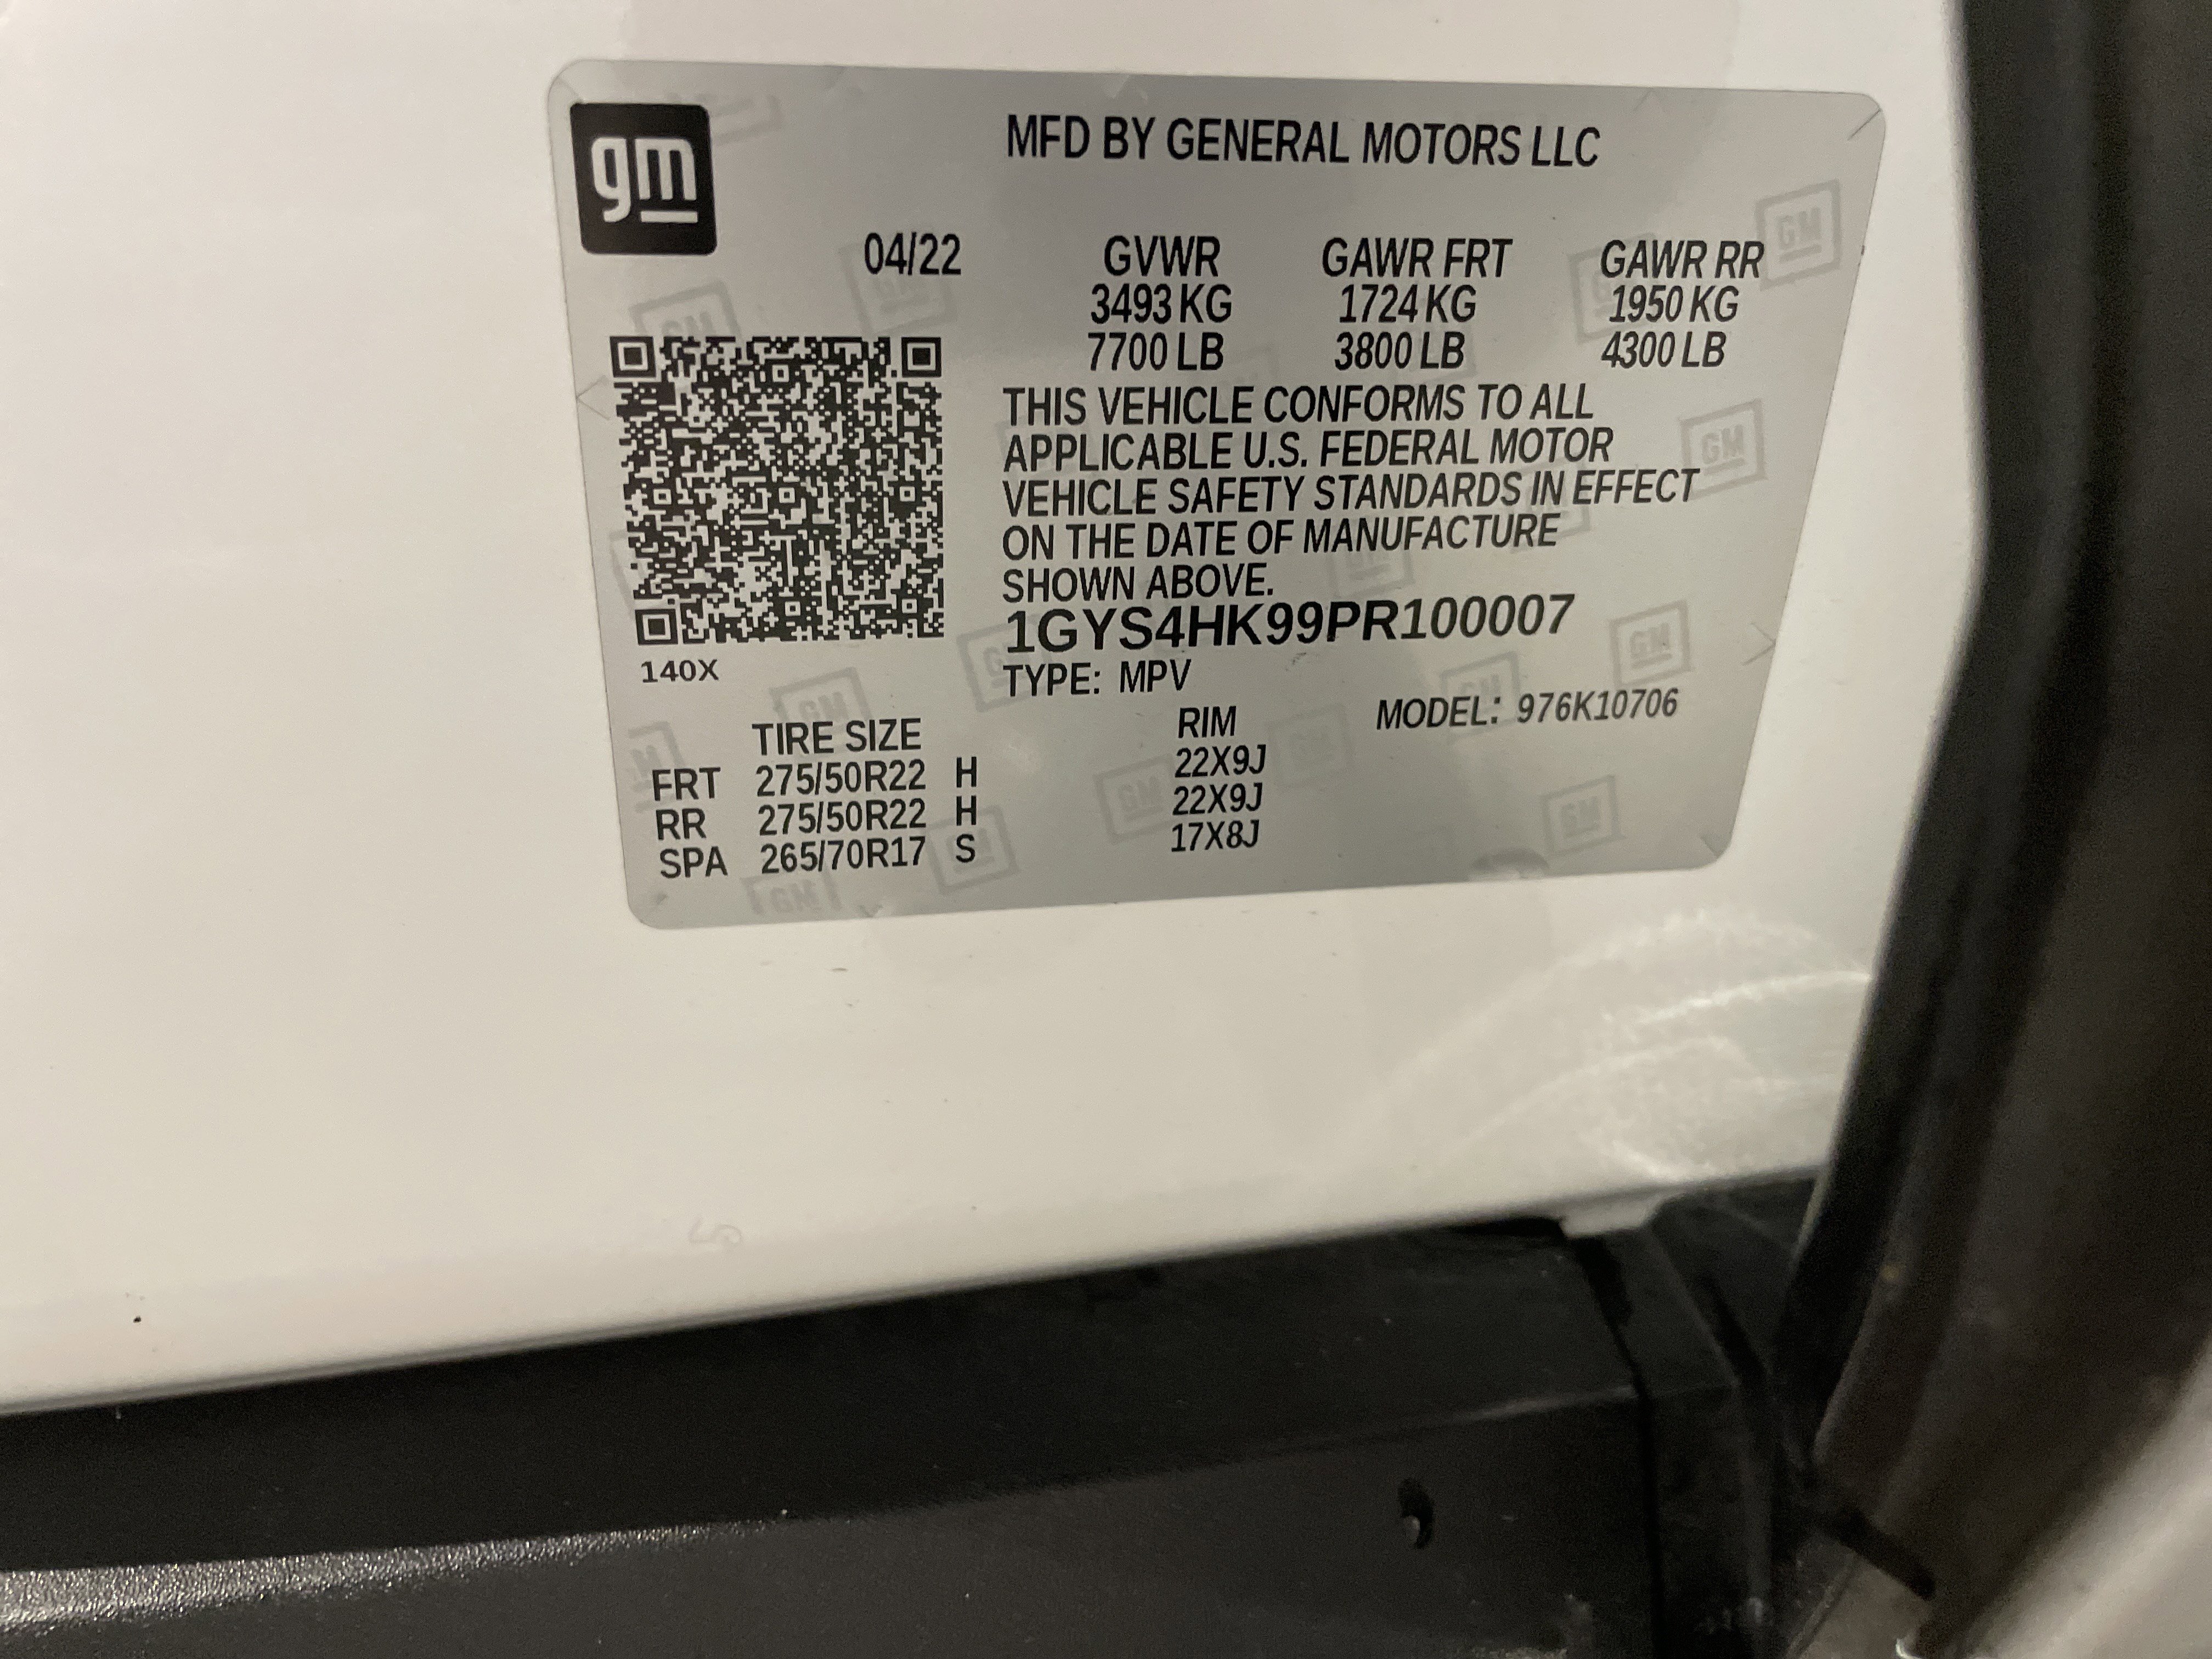 gm
MFD BY GENERAL MOTORS LLC
04/22 GVWR GAWR FRT GAWR RR
3493 KG 1724 KG 1950 KG
7700 LB 3800 LB 4300 LB
THIS VEHICLE CONFORMS TO ALL
APPLICABLE U.S. FEDERAL MOTOR
VEHICLE SAFETY STANDARDS IN EFFECT
ON THE DATE OF MANUFACTURE
SHOWN ABOVE.
1GYS4HK99PR100007
140X
TYPE: MPV
MODEL: 976K10706
TIRE SIZE RIM
FRT 275/50R22 H 22X9J
RR 275/50R22 H 22X9J
SPA 265/70R17 S 17X8J